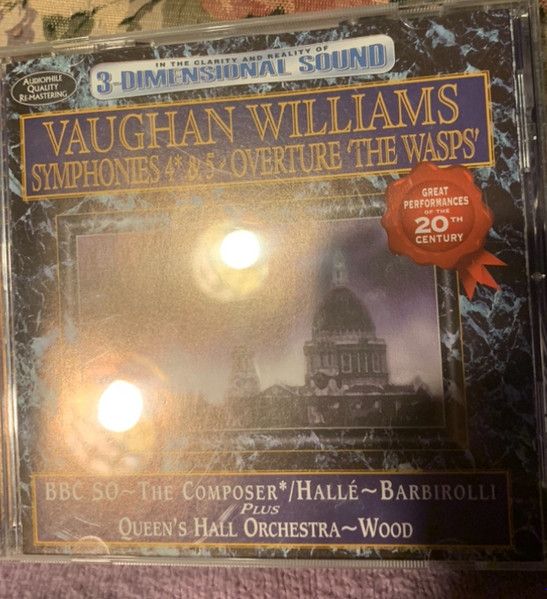 IN THE CLARITY AND REALITY OF
3-DIMENSIONAL SOUND
AUDIOPHILE
QUALITY
RE-MASTERING
VAUGHAN WILLIAMS
SYMPHONIES 4* & 5 · OVERTURE 'THE WASPS'
GREAT
PERFORMANCES
OF THE
20TH
CENTURY
BBC SO~THE COMPOSER*/HALLÉ~BARBIROLLI
PLUS
QUEEN'S HALL ORCHESTRA~WOOD